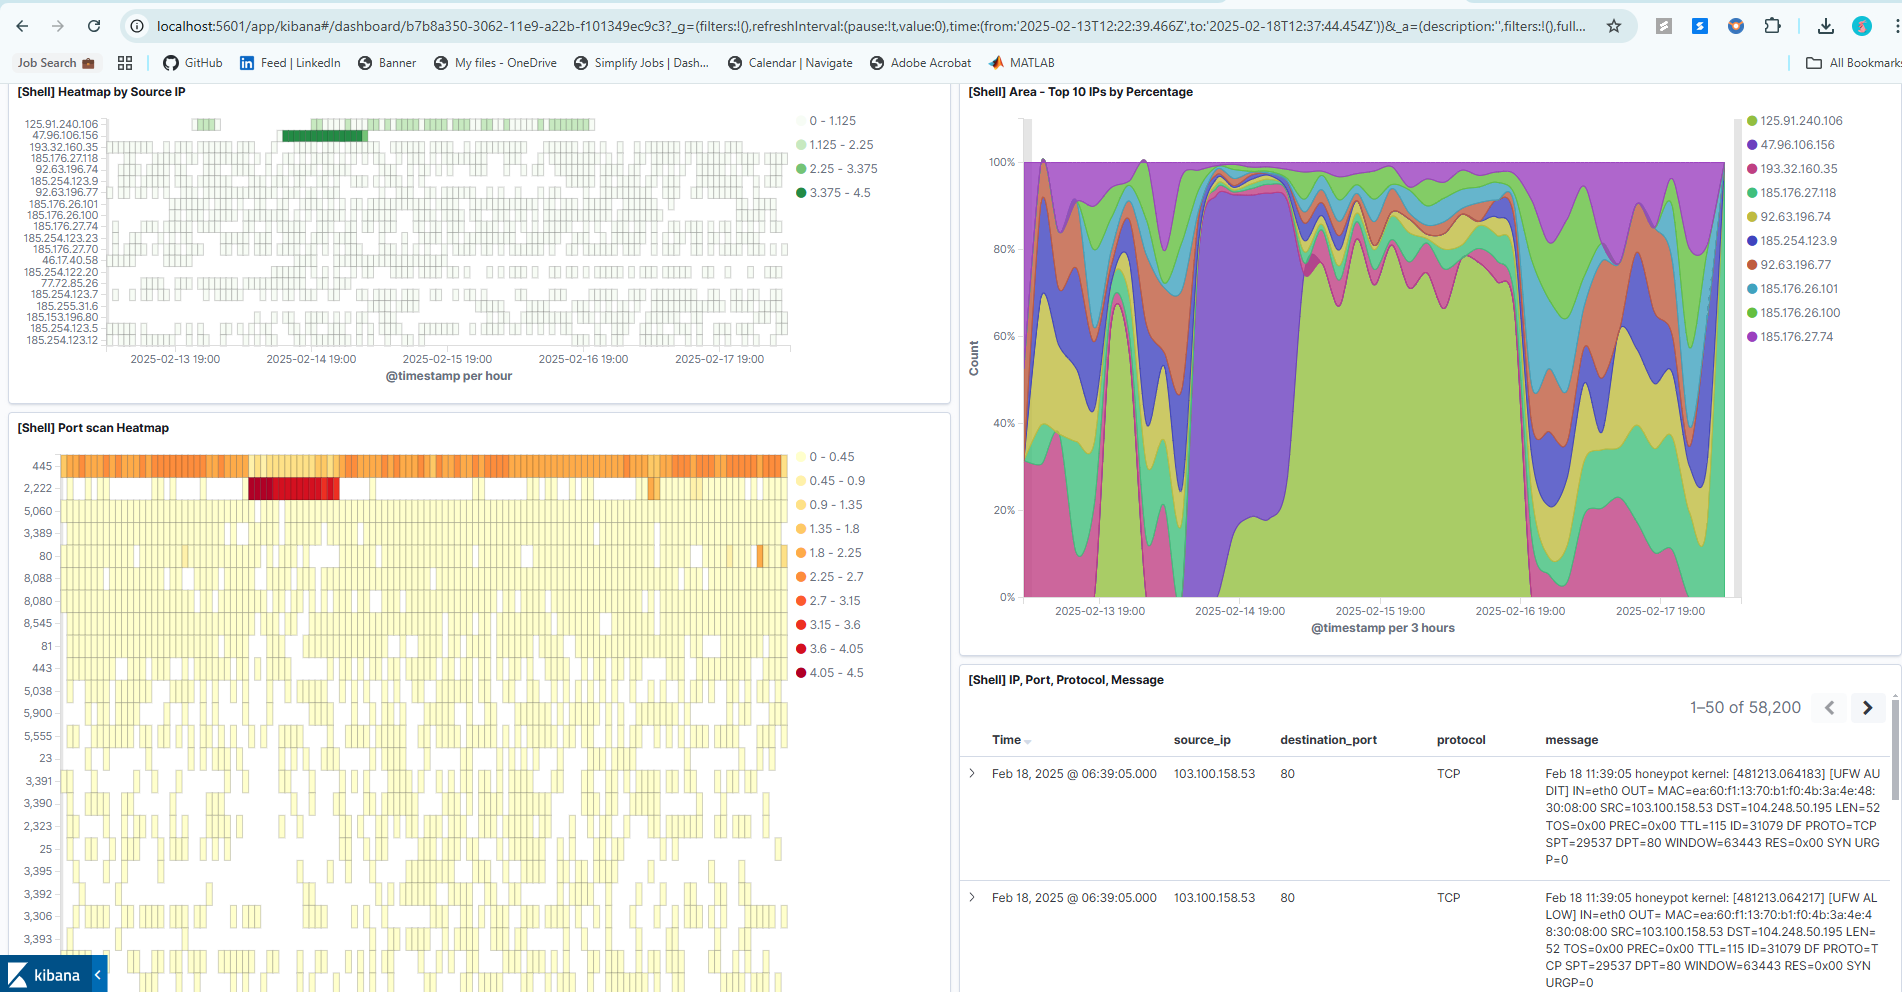 localhost:5601/app/kibana#/dashboard/b7b8a350-3062-11e9-a22b-f101349ec9c3?_g=(filters:!(),refreshInterval:(pause:!t,value:0),time:(from:'2025-02-13T12:22:39.466Z',to:'2025-02-18T12:37:44.454Z'))&_a=(description:'',filters:!(),full...
Job Search
GitHub
Feed | LinkedIn
Banner
My files - OneDrive
Simplify Jobs | Dash...
Calendar | Navigate
Adobe Acrobat
MATLAB
All Bookmarks
[Shell] Heatmap by Source IP
125.91.240.106
47.96.106.156
193.32.160.35
185.176.27.118
92.63.196.74
185.254.123.9
92.63.196.77
185.176.26.101
185.176.26.100
185.176.27.74
185.254.123.23
185.176.27.70
46.17.40.58
185.254.122.20
77.72.85.26
185.254.123.7
185.255.31.6
185.153.196.80
185.254.123.5
185.254.123.12
2025-02-13 19:00
2025-02-14 19:00
2025-02-15 19:00
2025-02-16 19:00
2025-02-17 19:00
@timestamp per hour
0 - 1.125
1.125 - 2.25
2.25 - 3.375
3.375 - 4.5
[Shell] Port scan Heatmap
445
2,222
5,060
3,389
80
8,088
8,080
8,545
81
443
5,038
5,900
5,555
23
3,391
3,390
2,323
25
3,395
3,392
3,306
3,393
0 - 0.45
0.45 - 0.9
0.9 - 1.35
1.35 - 1.8
1.8 - 2.25
2.25 - 2.7
2.7 - 3.15
3.15 - 3.6
3.6 - 4.05
4.05 - 4.5
kibana
[Shell] Area - Top 10 IPs by Percentage
Count
100%
80%
60%
40%
20%
0%
2025-02-13 19:00
2025-02-14 19:00
2025-02-15 19:00
2025-02-16 19:00
2025-02-17 19:00
@timestamp per 3 hours
125.91.240.106
47.96.106.156
193.32.160.35
185.176.27.118
92.63.196.74
185.254.123.9
92.63.196.77
185.176.26.101
185.176.26.100
185.176.27.74
[Shell] IP, Port, Protocol, Message
1–50 of 58,200
Time source_ip destination_port protocol message
Feb 18, 2025 @ 06:39:05.000 103.100.158.53 80 TCP Feb 18 11:39:05 honeypot kernel: [481213.064183] [UFW AU
DIT] IN=eth0 OUT= MAC=ea:60:f1:13:70:b1:f0:4b:3a:4e:48:
30:08:00 SRC=103.100.158.53 DST=104.248.50.195 LEN=52
TOS=0x00 PREC=0x00 TTL=115 ID=31079 DF PROTO=TCP
SPT=29537 DPT=80 WINDOW=63443 RES=0x00 SYN URG
P=0
Feb 18, 2025 @ 06:39:05.000 103.100.158.53 80 TCP Feb 18 11:39:05 honeypot kernel: [481213.064217] [UFW AL
LOW] IN=eth0 OUT= MAC=ea:60:f1:13:70:b1:f0:4b:3a:4e:4
8:30:08:00 SRC=103.100.158.53 DST=104.248.50.195 LEN=
52 TOS=0x00 PREC=0x00 TTL=115 ID=31079 DF PROTO=T
CP SPT=29537 DPT=80 WINDOW=63443 RES=0x00 SYN
URGP=0